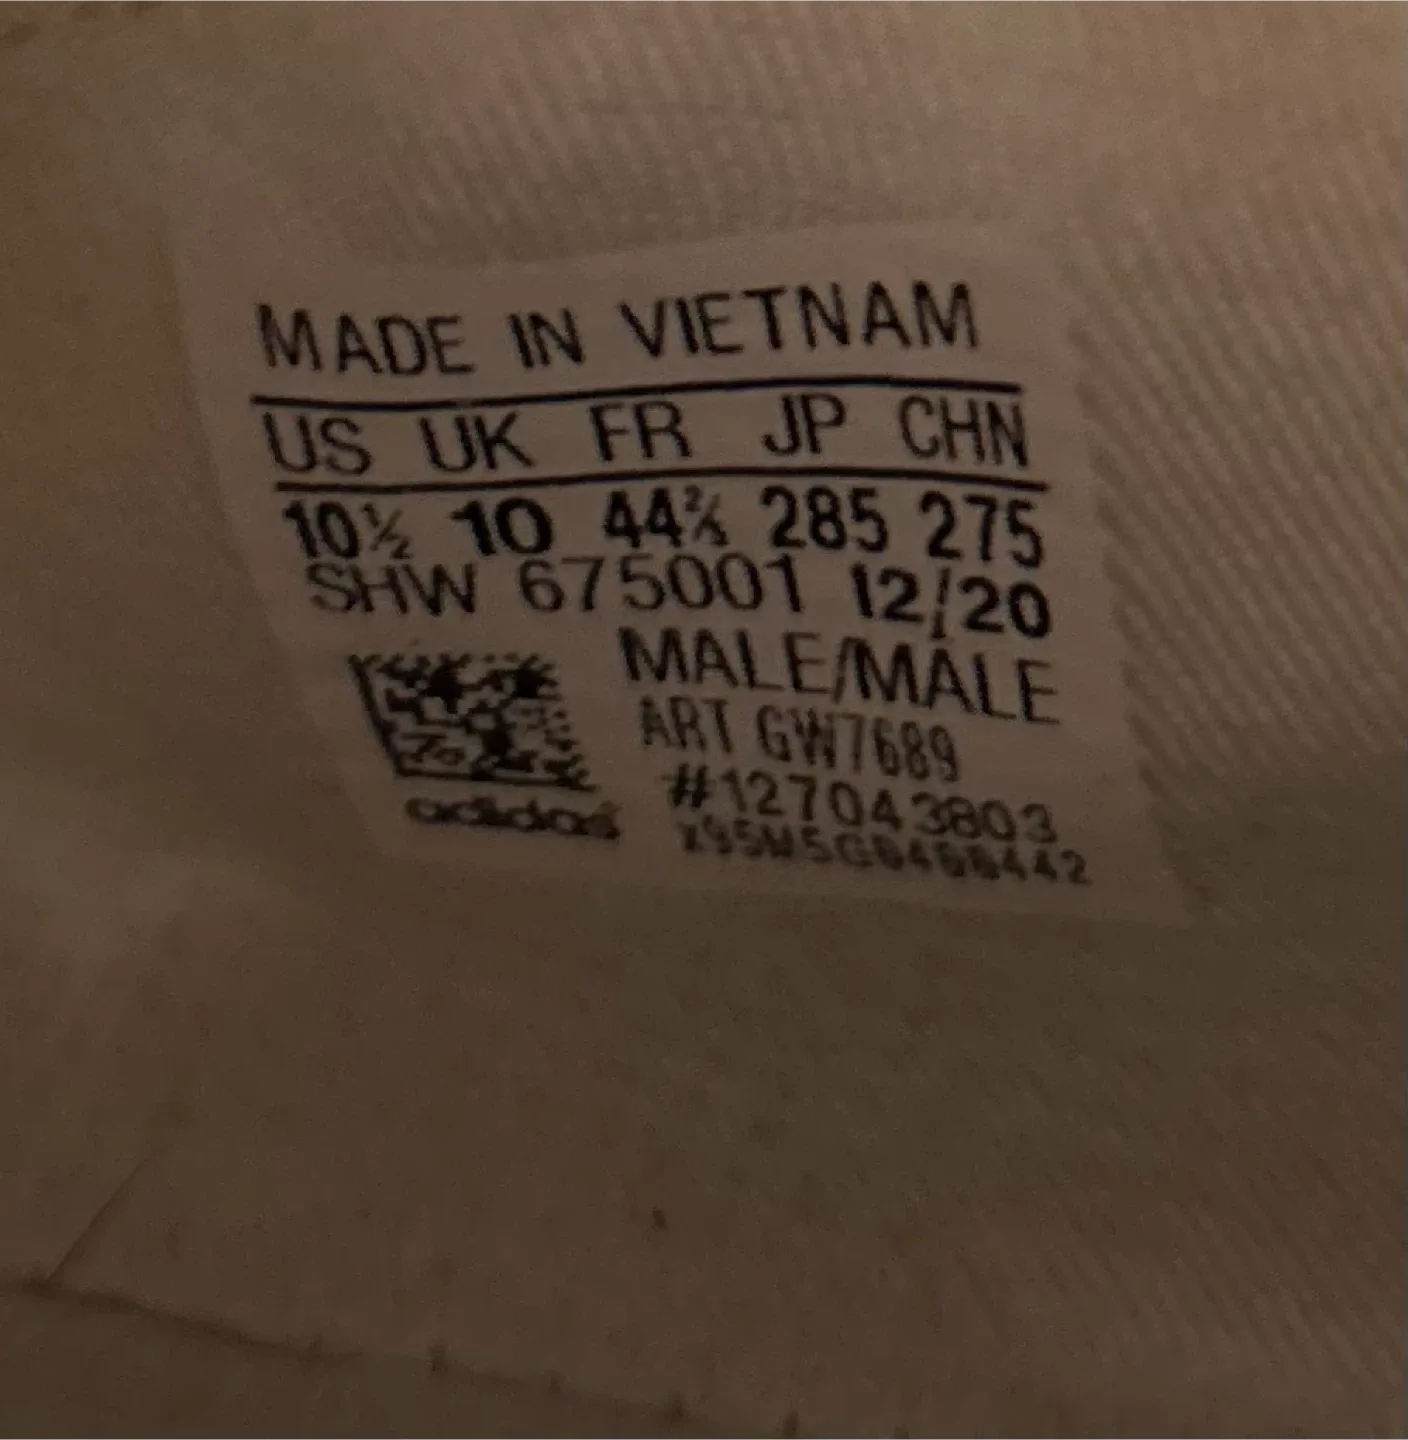 MADE IN VIETNAM
US UK FR JP CHN
10½ 10 44⅔ 285 275
SHW 675001 12/20
MALE/MÂLE
ART GW7689
#127043803
adidas